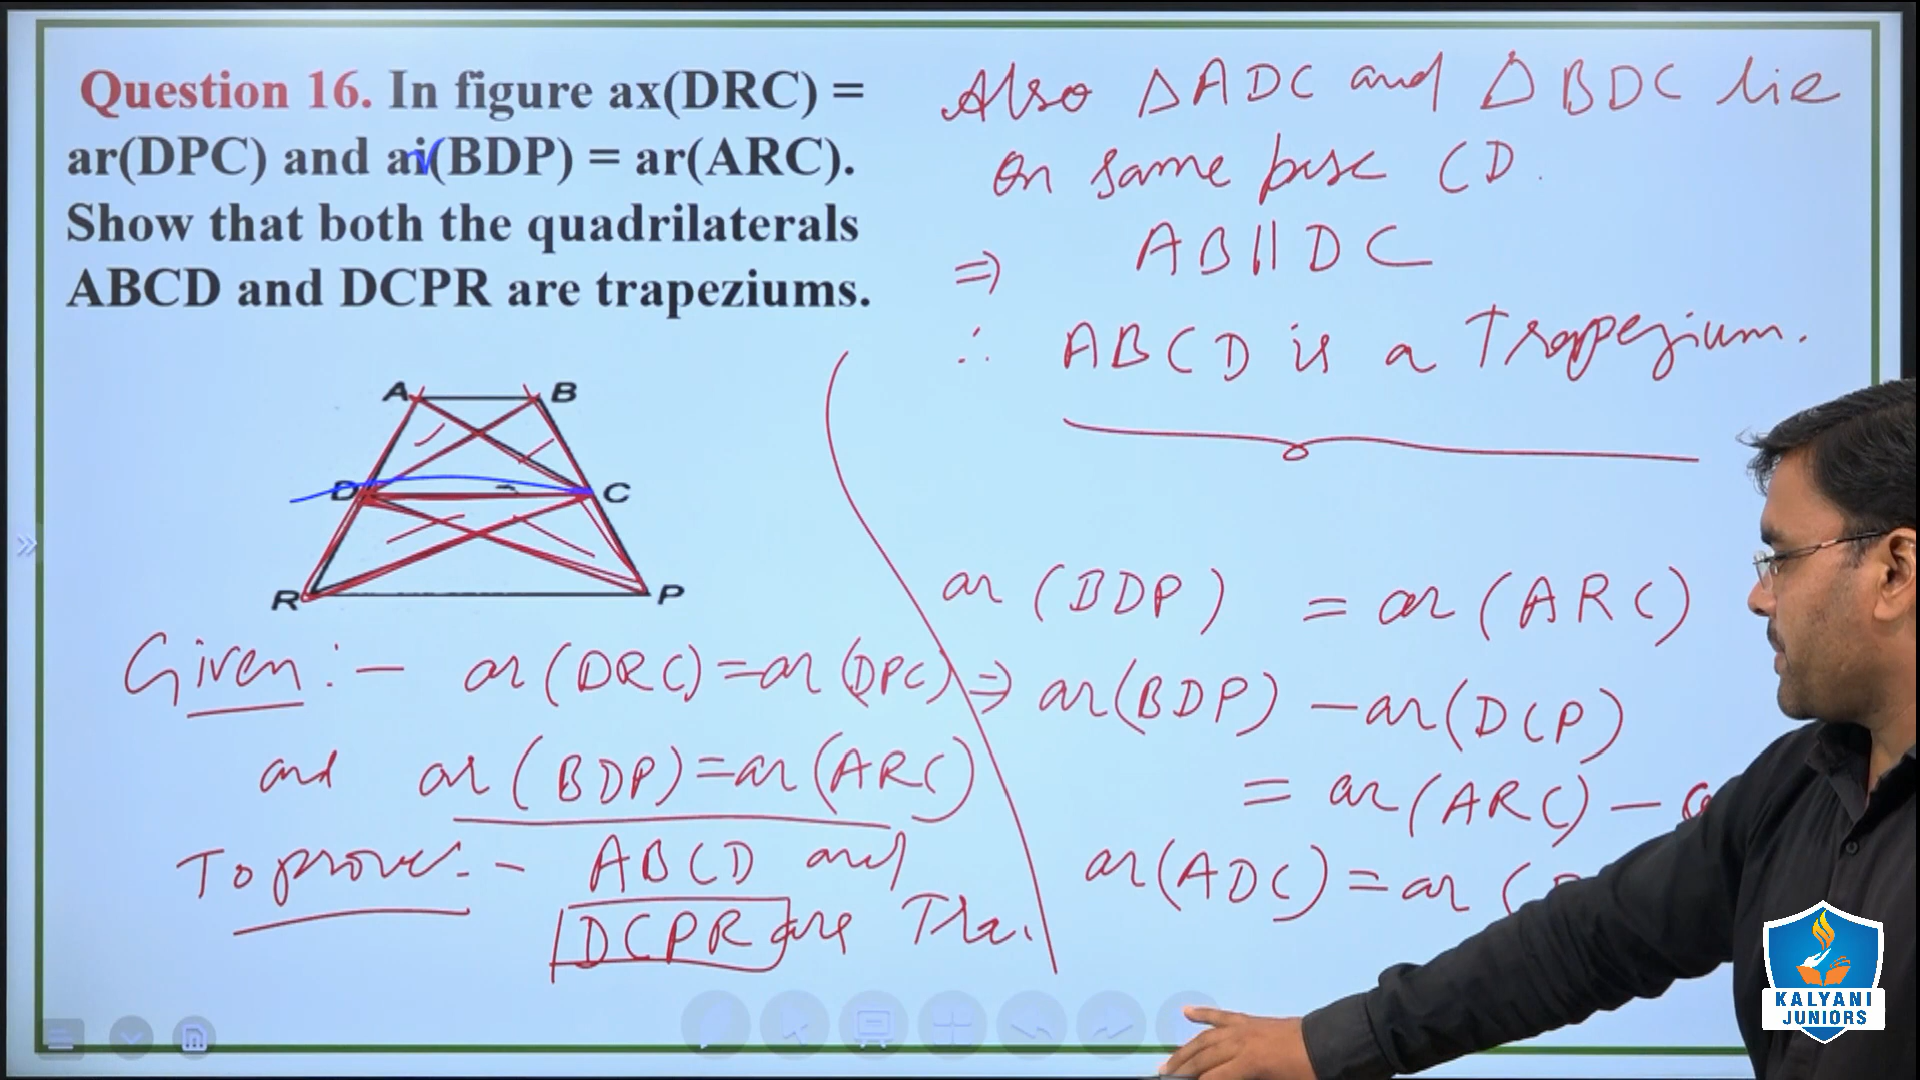 Question 16. In figure ax(DRC) =
ar(DPC) and ai(BDP) = ar(ARC).
Show that both the quadrilaterals
ABCD and DCPR are trapeziums.
A B
D C
R P
Given :- ar (DRC) = ar (DPC)
and ar (BDP) = ar (ARC)
To prove :- ABCD and
DCPR are Tra.
Also △ADC and △BDC lie
on same base CD.
⇒ AB||DC
∴ ABCD is a Trapezium.
ar (BDP) = ar (ARC)
⇒ ar(BDP) - ar(DCP)
= ar(ARC) -
ar(ADC) = ar (
KALYANI
JUNIORS